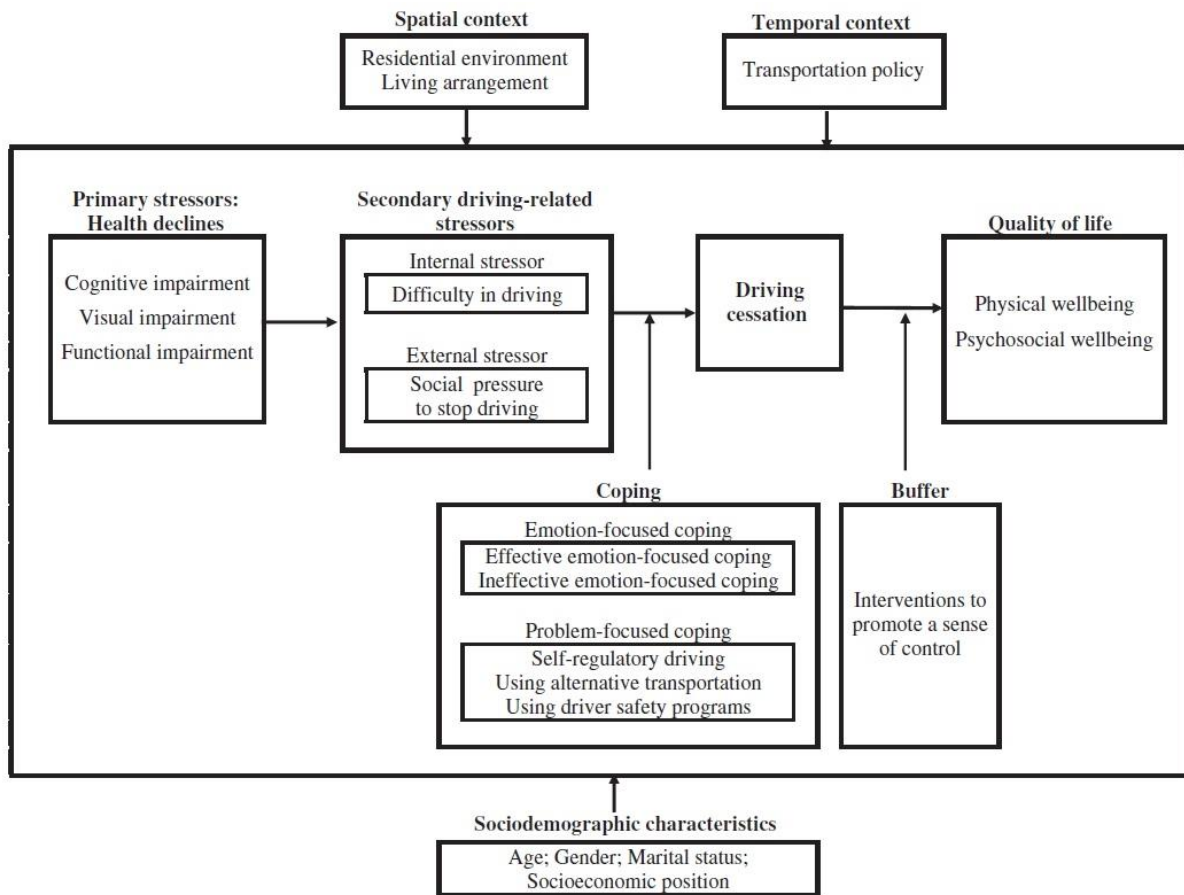 Spatial context
Residential environment
Living arrangement
Temporal context
Transportation policy
Primary stressors:
Health declines
Cognitive impairment
Visual impairment
Functional impairment
Secondary driving-related
stressors
Internal stressor
Difficulty in driving
External stressor
Social pressure
to stop driving
Driving
cessation
Quality of life
Physical wellbeing
Psychosocial wellbeing
Coping
Emotion-focused coping
Effective emotion-focused coping
Ineffective emotion-focused coping
Problem-focused coping
Self-regulatory driving
Using alternative transportation
Using driver safety programs
Buffer
Interventions to
promote a sense
of control
Sociodemographic characteristics
Age; Gender; Marital status;
Socioeconomic position